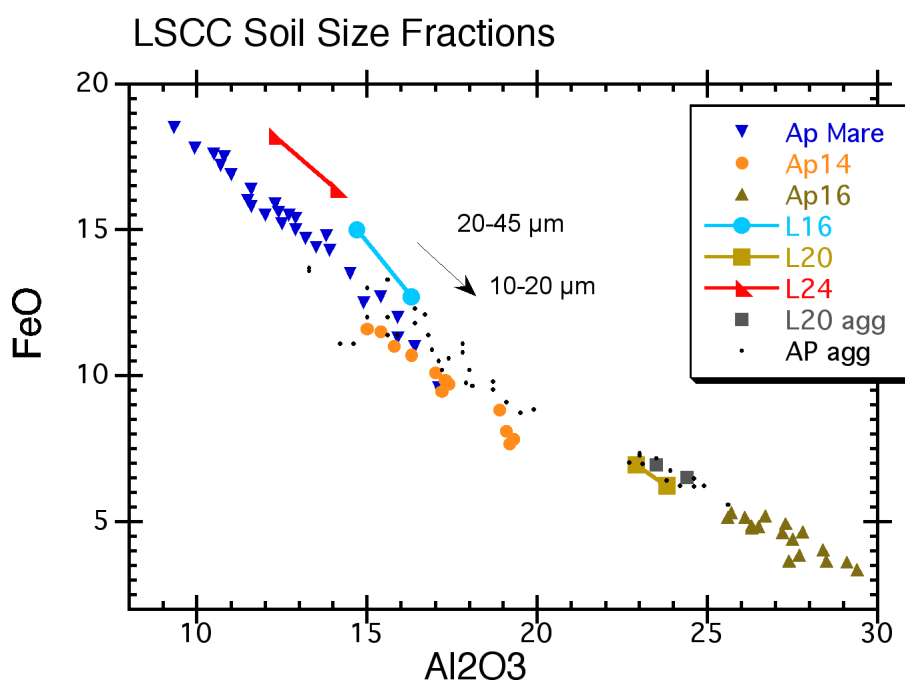 LSCC Soil Size Fractions
20
15
10
5
FeO
10
15
20
25
30
Al2O3
20-45 µm
10-20 µm
Ap Mare
Ap14
Ap16
L16
L20
L24
L20 agg
AP agg